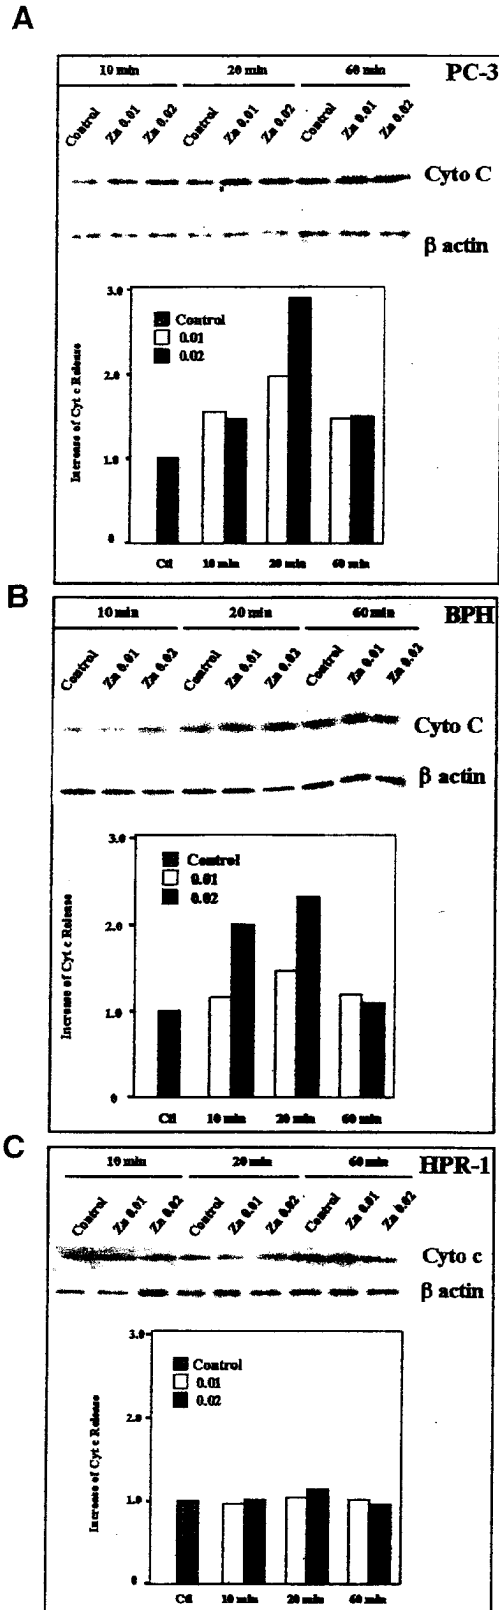 A
10 min 20 min 60 min PC-3
Control Zn 0.01 Zn 0.02 Control Zn 0.01 Zn 0.02 Control Zn 0.01 Zn 0.02
Cyto C
β actin
3.0
2.0
1.0
0
Increase of Cyt c Release
Control
0.01
0.02
Ctl 10 min 20 min 60 min
B
10 min 20 min 60 min BPH
Control Zn 0.01 Zn 0.02 Control Zn 0.01 Zn 0.02 Control Zn 0.01 Zn 0.02
Cyto C
β actin
3.0
2.0
1.0
0
Increase of Cyt c Release
Control
0.01
0.02
Ctl 10 min 20 min 60 min
C
10 min 20 min 60 min HPR-1
Control Zn 0.01 Zn 0.02 Control Zn 0.01 Zn 0.02 Control Zn 0.01 Zn 0.02
Cyto c
β actin
3.0
2.0
1.0
0
Increase of Cyt c Release
Control
0.01
0.02
Ctl 10 min 20 min 60 min